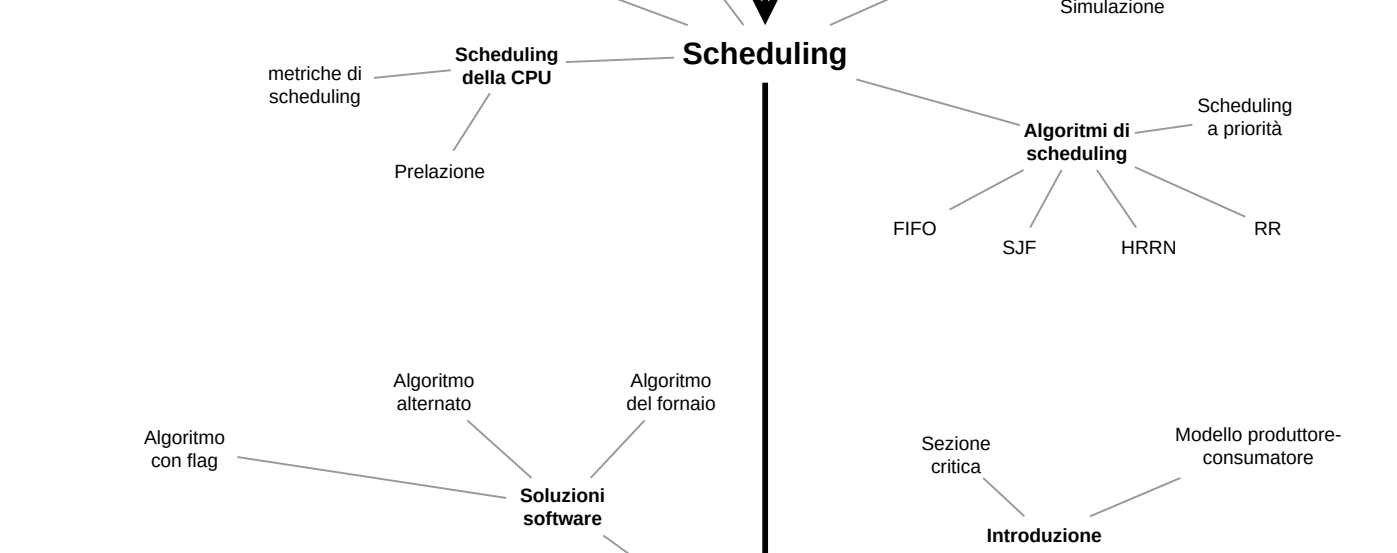 Simulazione
Scheduling
Scheduling
della CPU
metriche di
scheduling
Prelazione
Algoritmi di
scheduling
Scheduling
a priorità
FIFO
SJF
HRRN
RR
Algoritmo
alternato
Algoritmo
del fornaio
Algoritmo
con flag
Soluzioni
software
Sezione
critica
Modello produttore-
consumatore
Introduzione